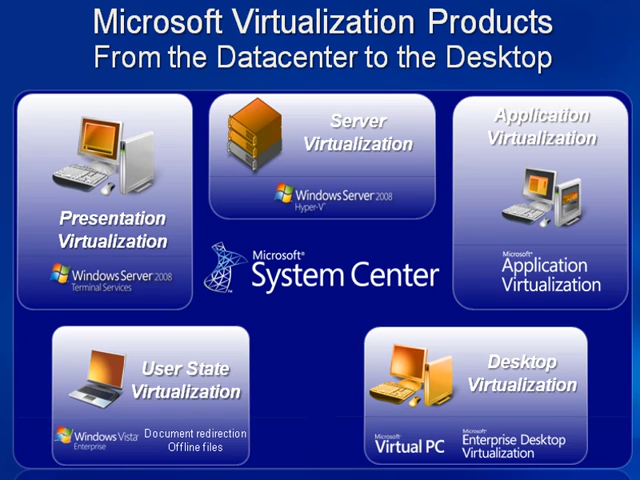 Microsoft Virtualization Products
From the Datacenter to the Desktop
Presentation
Virtualization
Windows Server 2008
Terminal Services
Server
Virtualization
Windows Server 2008
Hyper-V™
Application
Virtualization
Microsoft®
Application
Virtualization
Microsoft®
System Center
User State
Virtualization
Windows Vista™
Enterprise
Document redirection
Offline files
Desktop
Virtualization
Microsoft®
Virtual PC
Microsoft®
Enterprise Desktop
Virtualization